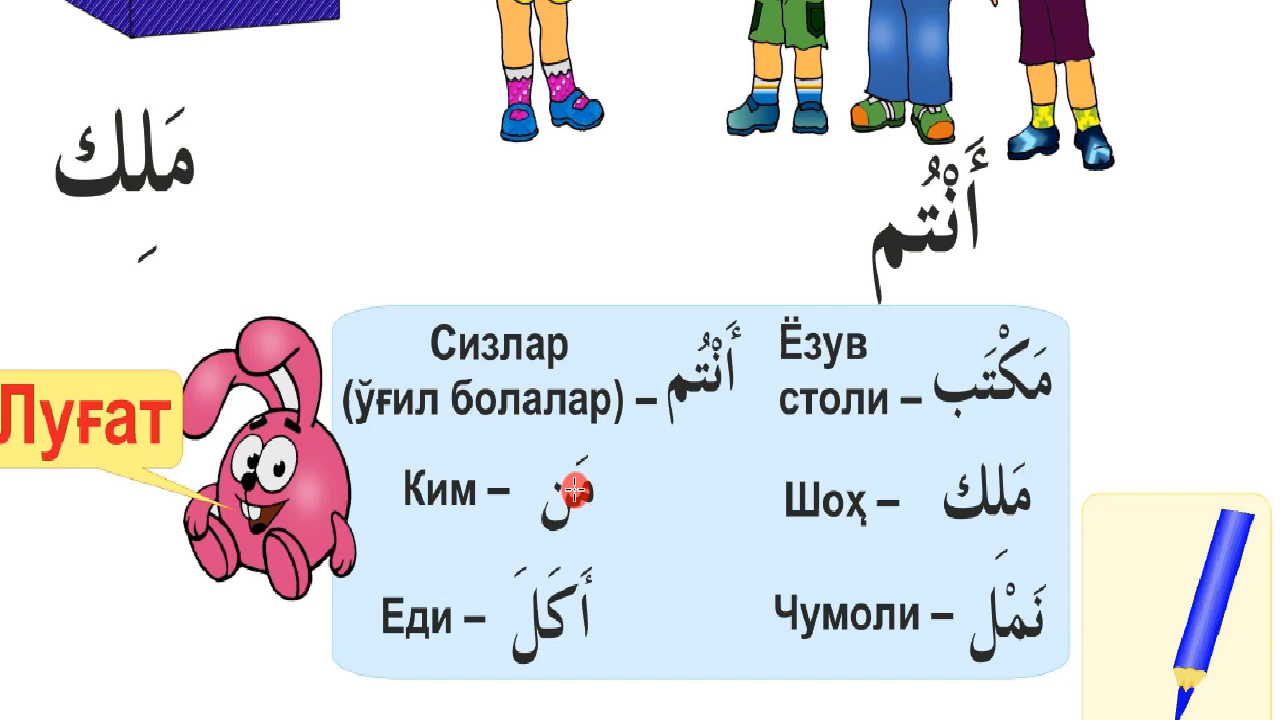 مَلِك
أَنْتُم
Луғат
Сизлар
(ўғил болалар) – أَنْتُم
Ёзув
столи – مَكْتَب
Ким – مَن
Шоҳ – مَلِك
Еди – أَكَلَ
Чумоли – نَمْل